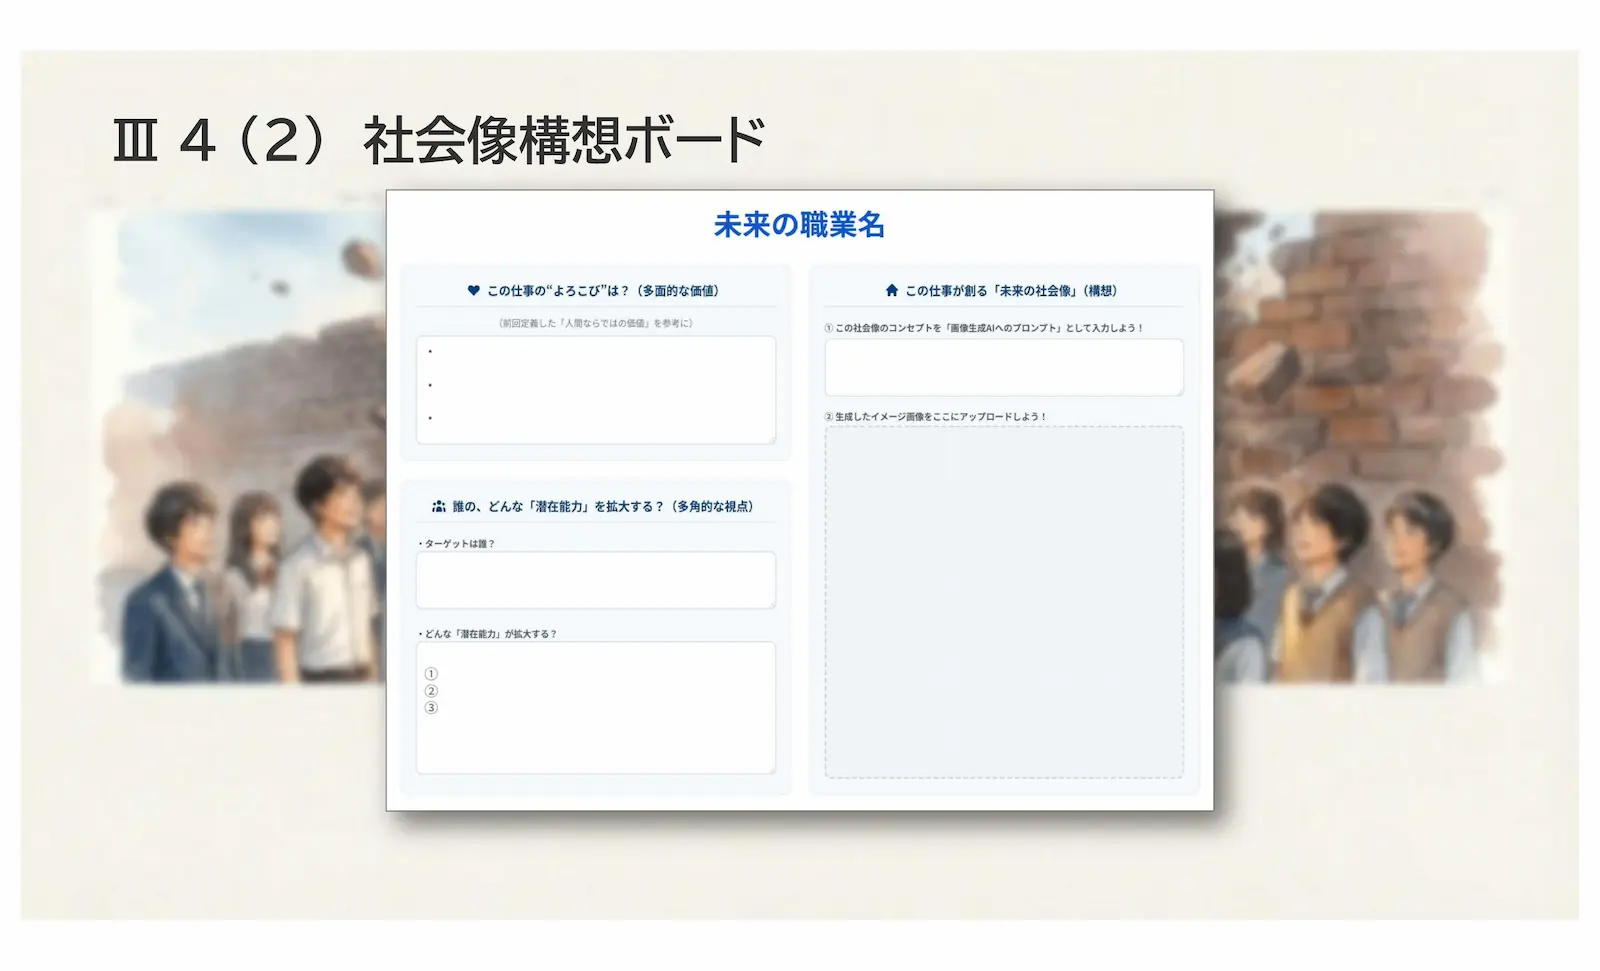 Ⅲ 4（2） 社会像構想ボード
未来の職業名
この仕事の“よろこび”は？（多面的な価値）
（前回定義した「人間ならではの価値」を参考に）
・
・
・
誰の、どんな「潜在能力」を拡大する？（多角的な視点）
・ターゲットは誰？
・どんな「潜在能力」が拡大する？
①
②
③
この仕事が創る「未来の社会像」（構想）
① この社会像のコンセプトを「画像生成AIへのプロンプト」として入力しよう！
② 生成したイメージ画像をここにアップロードしよう！